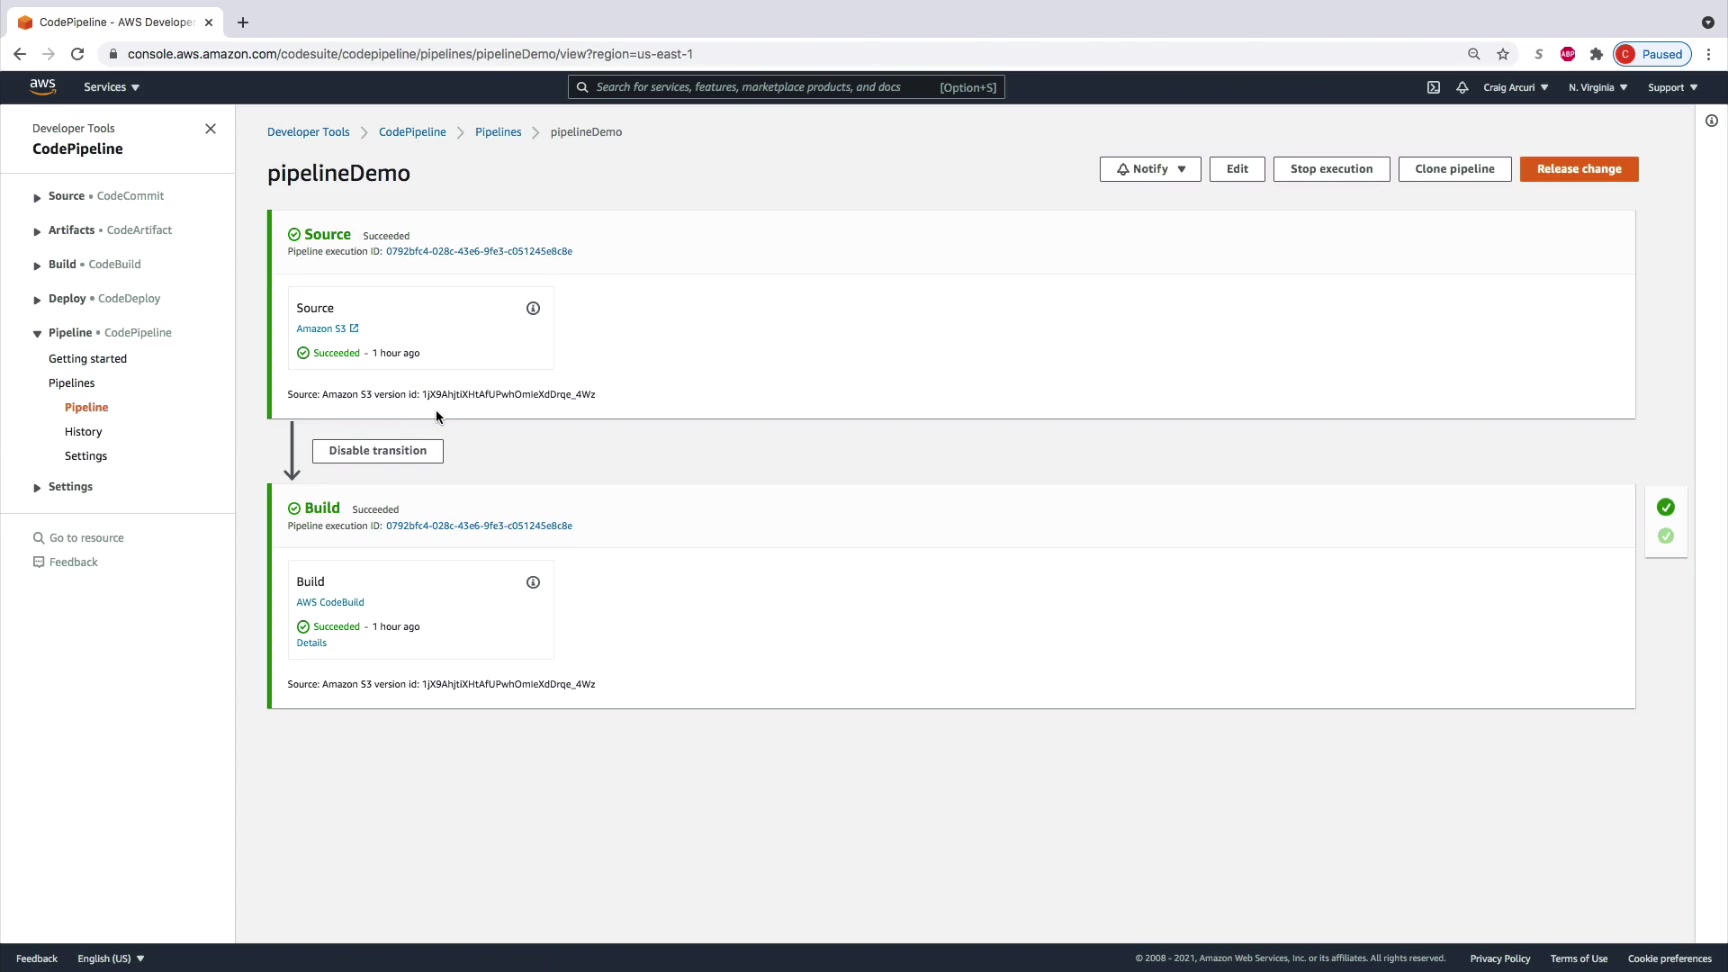 CodePipeline - AWS Developer
console.aws.amazon.com/codesuite/codepipeline/pipelines/pipelineDemo/view?region=us-east-1
S
ABP
C Paused
aws
Services
Search for services, features, marketplace products, and docs [Option+S]
Craig Arcuri
N. Virginia
Support
Developer Tools
CodePipeline
Source • CodeCommit
Artifacts • CodeArtifact
Build • CodeBuild
Deploy • CodeDeploy
Pipeline • CodePipeline
Getting started
Pipelines
Pipeline
History
Settings
Settings
Go to resource
Feedback
Developer Tools CodePipeline Pipelines pipelineDemo
pipelineDemo
Notify Edit Stop execution Clone pipeline Release change
Source Succeeded
Pipeline execution ID: 0792bfc4-028c-43e6-9fe3-c051245e8c8e
Source
Amazon S3
Succeeded - 1 hour ago
Source: Amazon S3 version id: 1jX9AhjtiXHtAfUPwhOmIeXdDrqe_4Wz
Disable transition
Build Succeeded
Pipeline execution ID: 0792bfc4-028c-43e6-9fe3-c051245e8c8e
Build
AWS CodeBuild
Succeeded - 1 hour ago
Details
Source: Amazon S3 version id: 1jX9AhjtiXHtAfUPwhOmIeXdDrqe_4Wz
Feedback English (US)
© 2008 - 2021, Amazon Web Services, Inc. or its affiliates. All rights reserved. Privacy Policy Terms of Use Cookie preferences